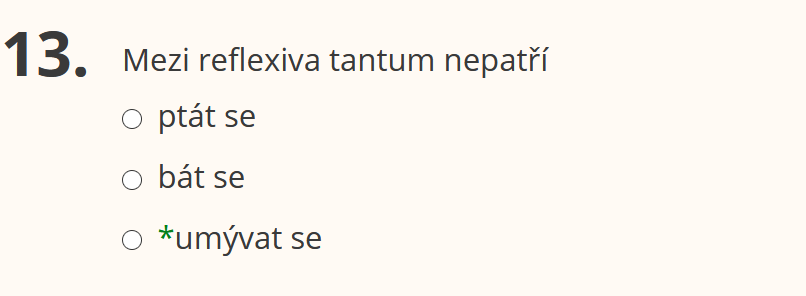 13. Mezi reflexiva tantum nepatří
ptát se
bát se
*umývat se